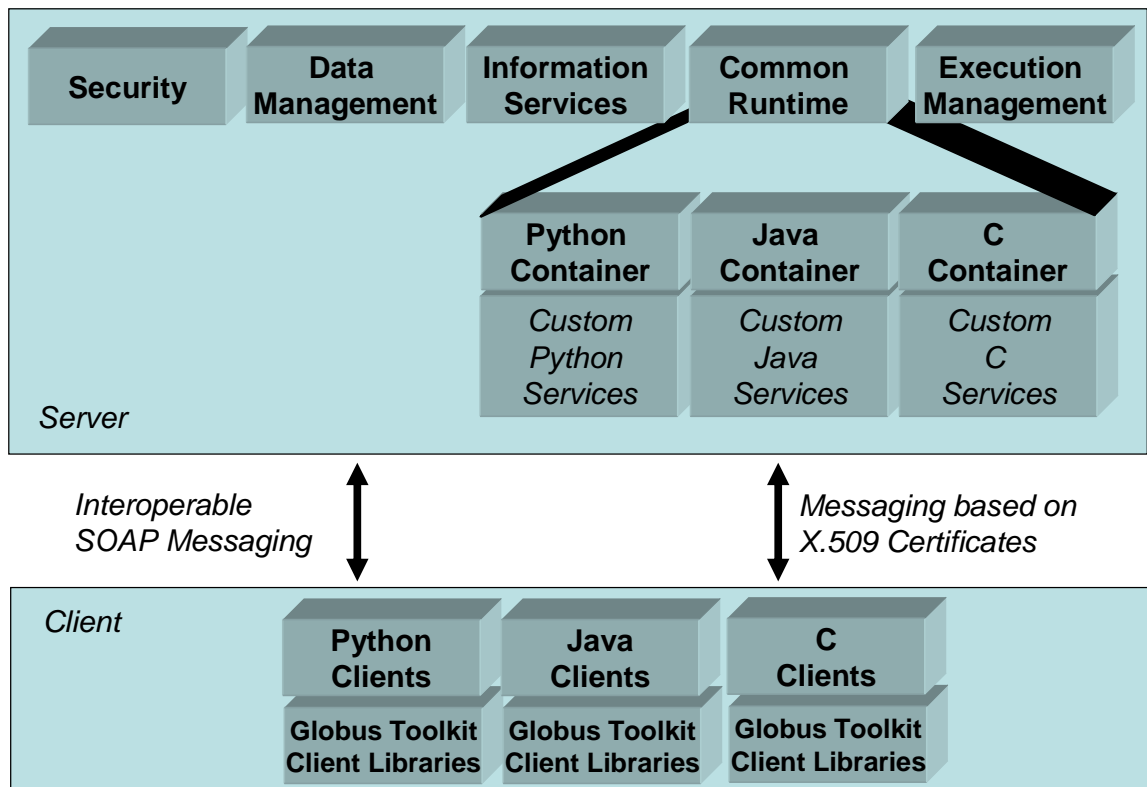 Security
Data
Management
Information
Services
Common
Runtime
Execution
Management
Python
Container
Java
Container
C
Container
Custom
Python
Services
Custom
Java
Services
Custom
C
Services
Server
Interoperable
SOAP Messaging
Messaging based on
X.509 Certificates
Client
Python
Clients
Java
Clients
C
Clients
Globus Toolkit
Client Libraries
Globus Toolkit
Client Libraries
Globus Toolkit
Client Libraries